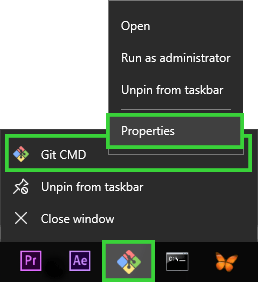 Open
Run as administrator
Unpin from taskbar
Properties
Git CMD
Unpin from taskbar
Close window
Pr
Ae
C:\_